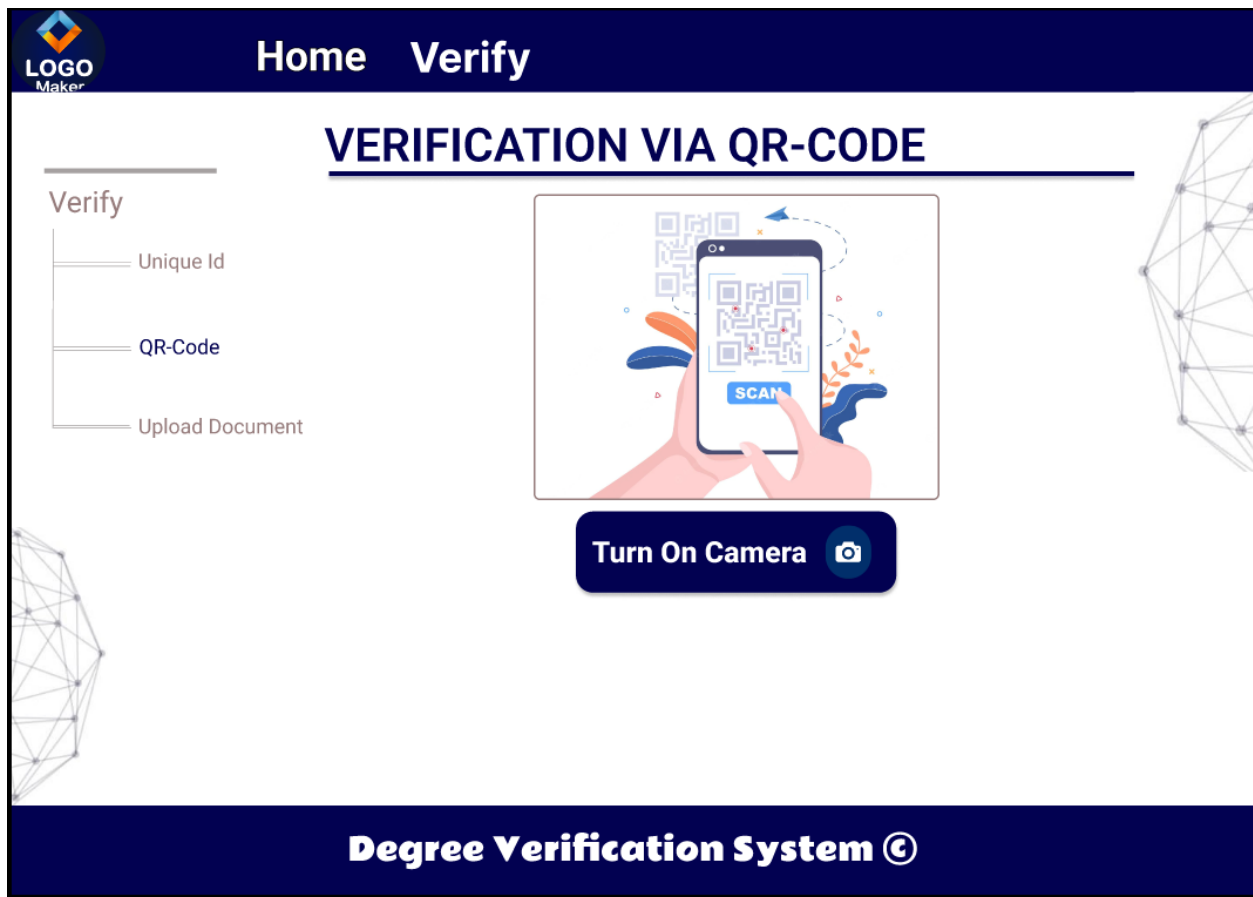 LOGO
Maker
Home Verify
VERIFICATION VIA QR-CODE
Verify
Unique Id
QR-Code
Upload Document
SCAN
Turn On Camera
Degree Verification System ©